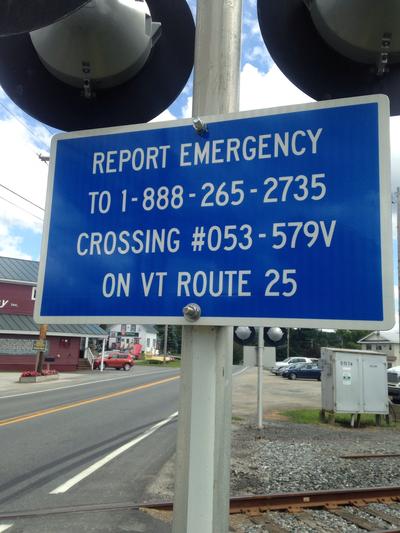 REPORT EMERGENCY
TO 1-888-265-2735
CROSSING #053-579V
ON VT ROUTE 25